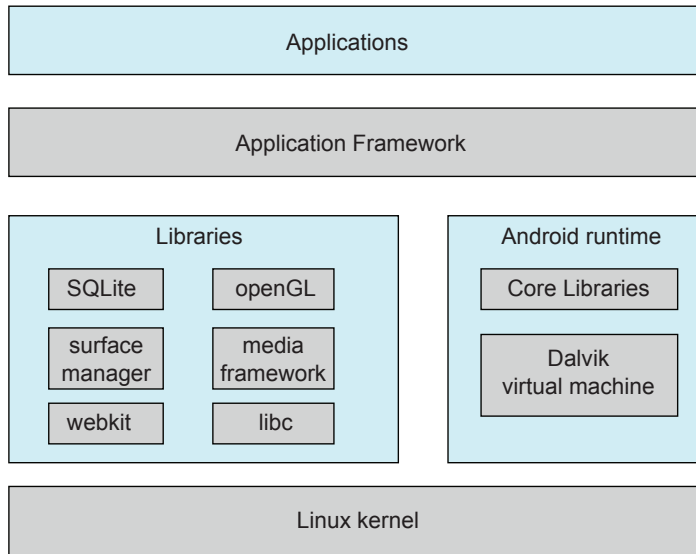 Applications
Application Framework
Libraries
SQLite
openGL
surface
manager
media
framework
webkit
libc
Android runtime
Core Libraries
Dalvik
virtual machine
Linux kernel